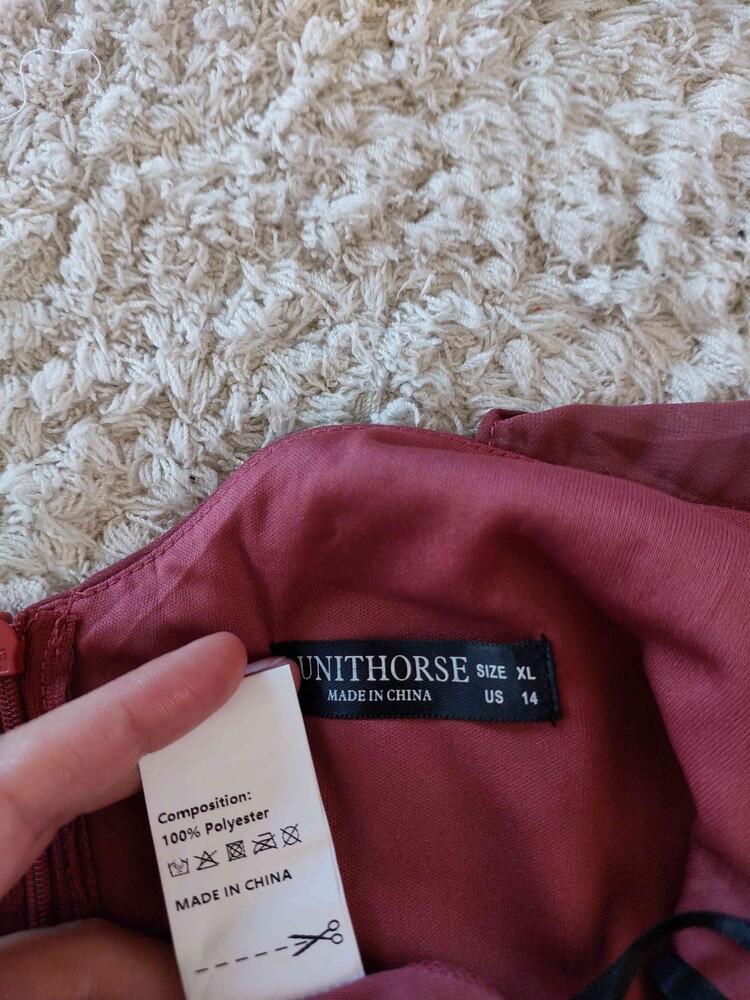 UNITHORSE
MADE IN CHINA
SIZE XL
US 14
Composition:
100% Polyester
MADE IN CHINA